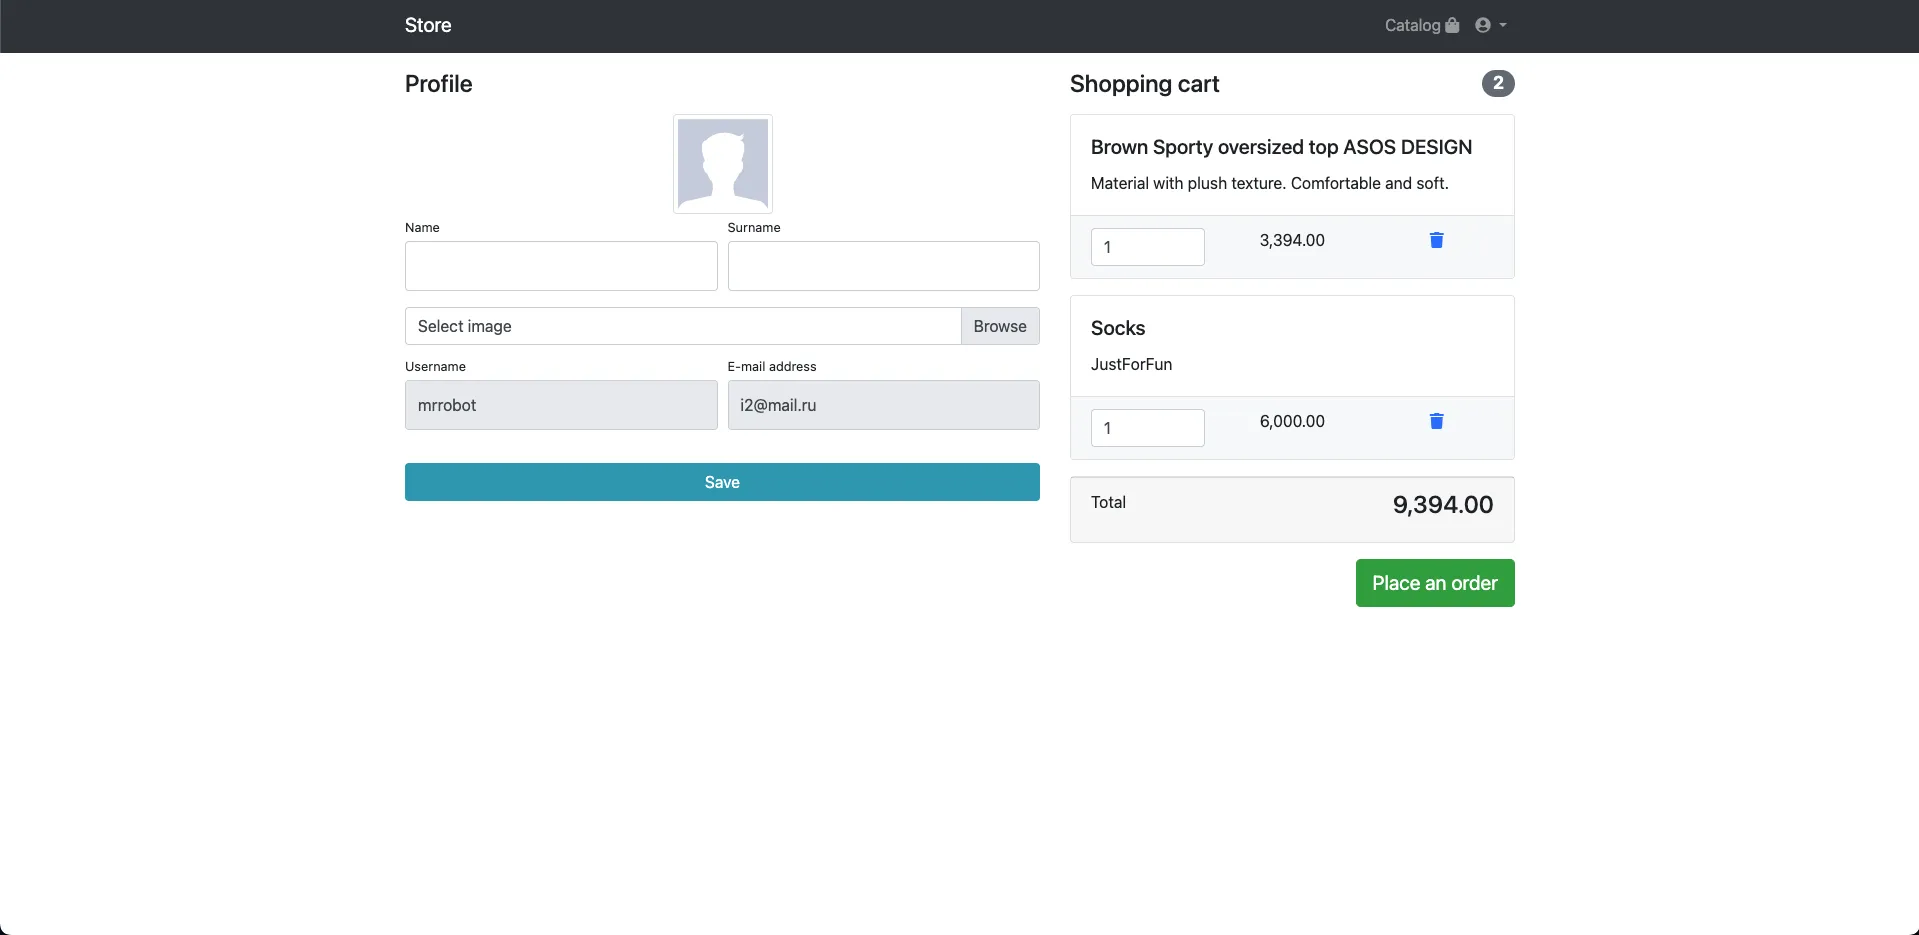 Store
Catalog
Profile
Name
Surname
Select image
Browse
Username
E-mail address
mrrobot
i2@mail.ru
Save
Shopping cart
2
Brown Sporty oversized top ASOS DESIGN
Material with plush texture. Comfortable and soft.
1
3,394.00
Socks
JustForFun
1
6,000.00
Total
9,394.00
Place an order